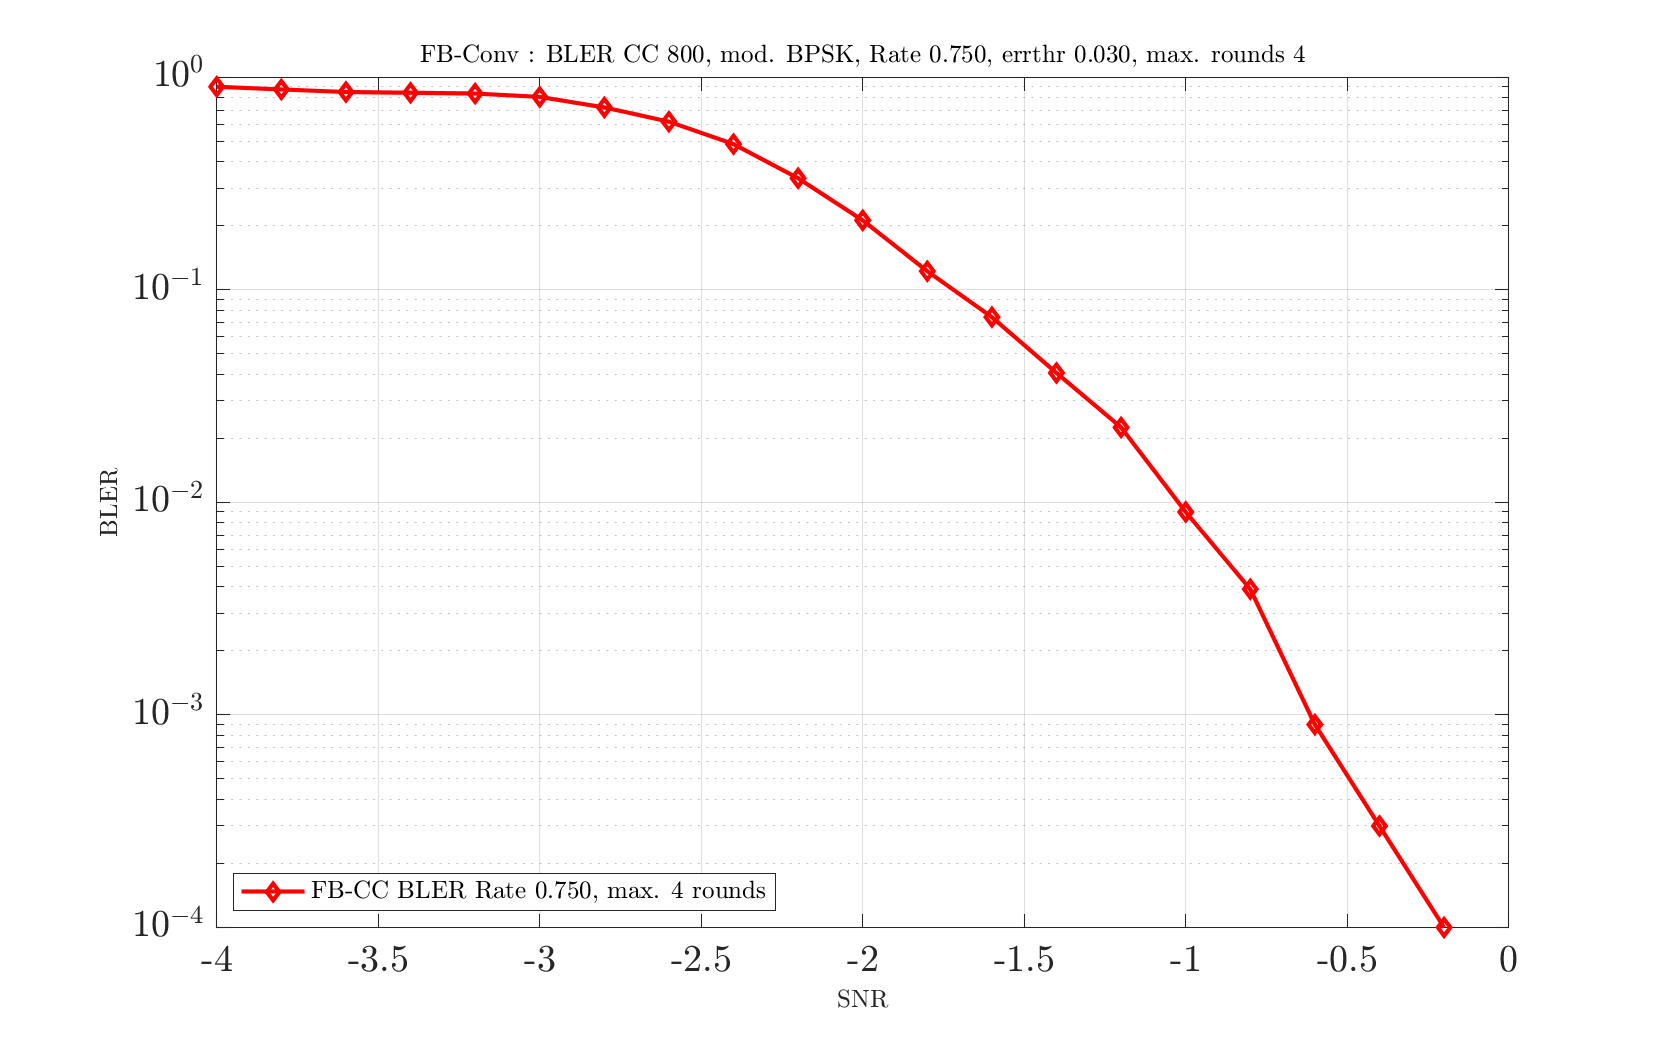 FB-Conv : BLER CC 800, mod. BPSK, Rate 0.750, errthr 0.030, max. rounds 4
10^0
10^-1
10^-2
10^-3
10^-4
BLER
FB-CC BLER Rate 0.750, max. 4 rounds
-4 -3.5 -3 -2.5 -2 -1.5 -1 -0.5 0
SNR